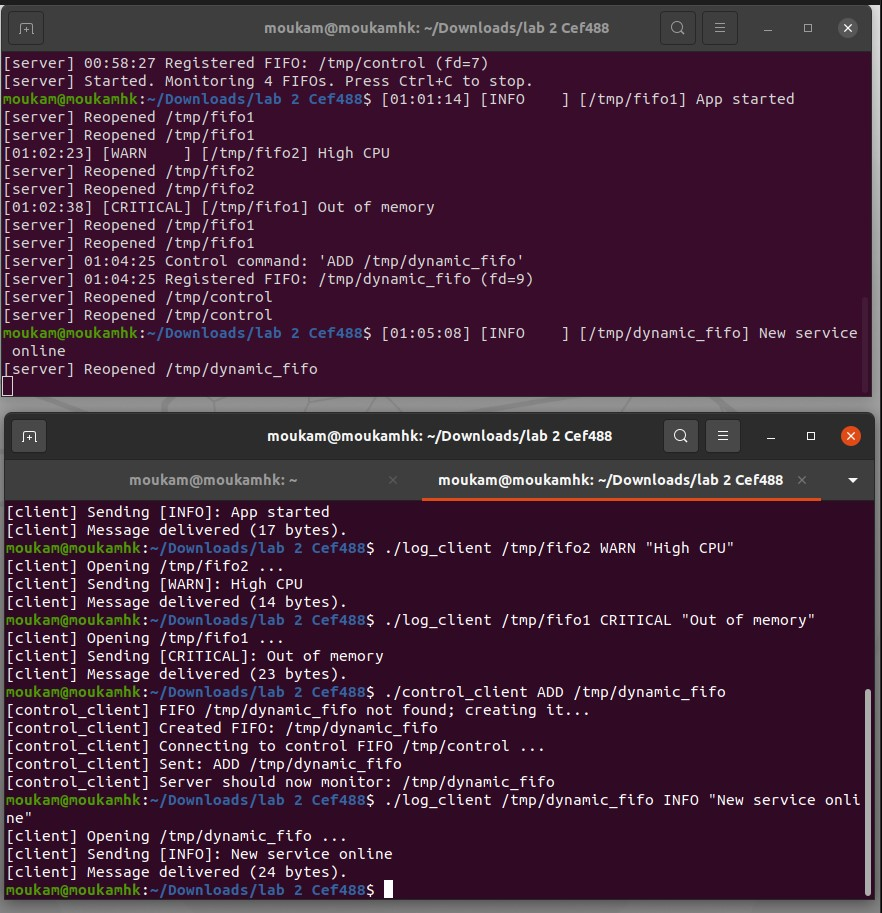 moukam@moukamhk: ~/Downloads/lab 2 Cef488
[server] 00:58:27 Registered FIFO: /tmp/control (fd=7)
[server] Started. Monitoring 4 FIFOs. Press Ctrl+C to stop.
moukam@moukamhk:~/Downloads/lab 2 Cef488$ [01:01:14] [INFO    ] [/tmp/fifo1] App started
[server] Reopened /tmp/fifo1
[server] Reopened /tmp/fifo1
[01:02:23] [WARN    ] [/tmp/fifo2] High CPU
[server] Reopened /tmp/fifo2
[server] Reopened /tmp/fifo2
[01:02:38] [CRITICAL] [/tmp/fifo1] Out of memory
[server] Reopened /tmp/fifo1
[server] Reopened /tmp/fifo1
[server] 01:04:25 Control command: 'ADD /tmp/dynamic_fifo'
[server] 01:04:25 Registered FIFO: /tmp/dynamic_fifo (fd=9)
[server] Reopened /tmp/control
[server] Reopened /tmp/control
moukam@moukamhk:~/Downloads/lab 2 Cef488$ [01:05:08] [INFO    ] [/tmp/dynamic_fifo] New service
 online
[server] Reopened /tmp/dynamic_fifo
moukam@moukamhk: ~/Downloads/lab 2 Cef488
moukam@moukamhk: ~
moukam@moukamhk: ~/Downloads/lab 2 Cef488
[client] Sending [INFO]: App started
[client] Message delivered (17 bytes).
moukam@moukamhk:~/Downloads/lab 2 Cef488$ ./log_client /tmp/fifo2 WARN "High CPU"
[client] Opening /tmp/fifo2 ...
[client] Sending [WARN]: High CPU
[client] Message delivered (14 bytes).
moukam@moukamhk:~/Downloads/lab 2 Cef488$ ./log_client /tmp/fifo1 CRITICAL "Out of memory"
[client] Opening /tmp/fifo1 ...
[client] Sending [CRITICAL]: Out of memory
[client] Message delivered (23 bytes).
moukam@moukamhk:~/Downloads/lab 2 Cef488$ ./control_client ADD /tmp/dynamic_fifo
[control_client] FIFO /tmp/dynamic_fifo not found; creating it...
[control_client] Created FIFO: /tmp/dynamic_fifo
[control_client] Connecting to control FIFO /tmp/control ...
[control_client] Sent: ADD /tmp/dynamic_fifo
[control_client] Server should now monitor: /tmp/dynamic_fifo
moukam@moukamhk:~/Downloads/lab 2 Cef488$ ./log_client /tmp/dynamic_fifo INFO "New service onli
ne"
[client] Opening /tmp/dynamic_fifo ...
[client] Sending [INFO]: New service online
[client] Message delivered (24 bytes).
moukam@moukamhk:~/Downloads/lab 2 Cef488$